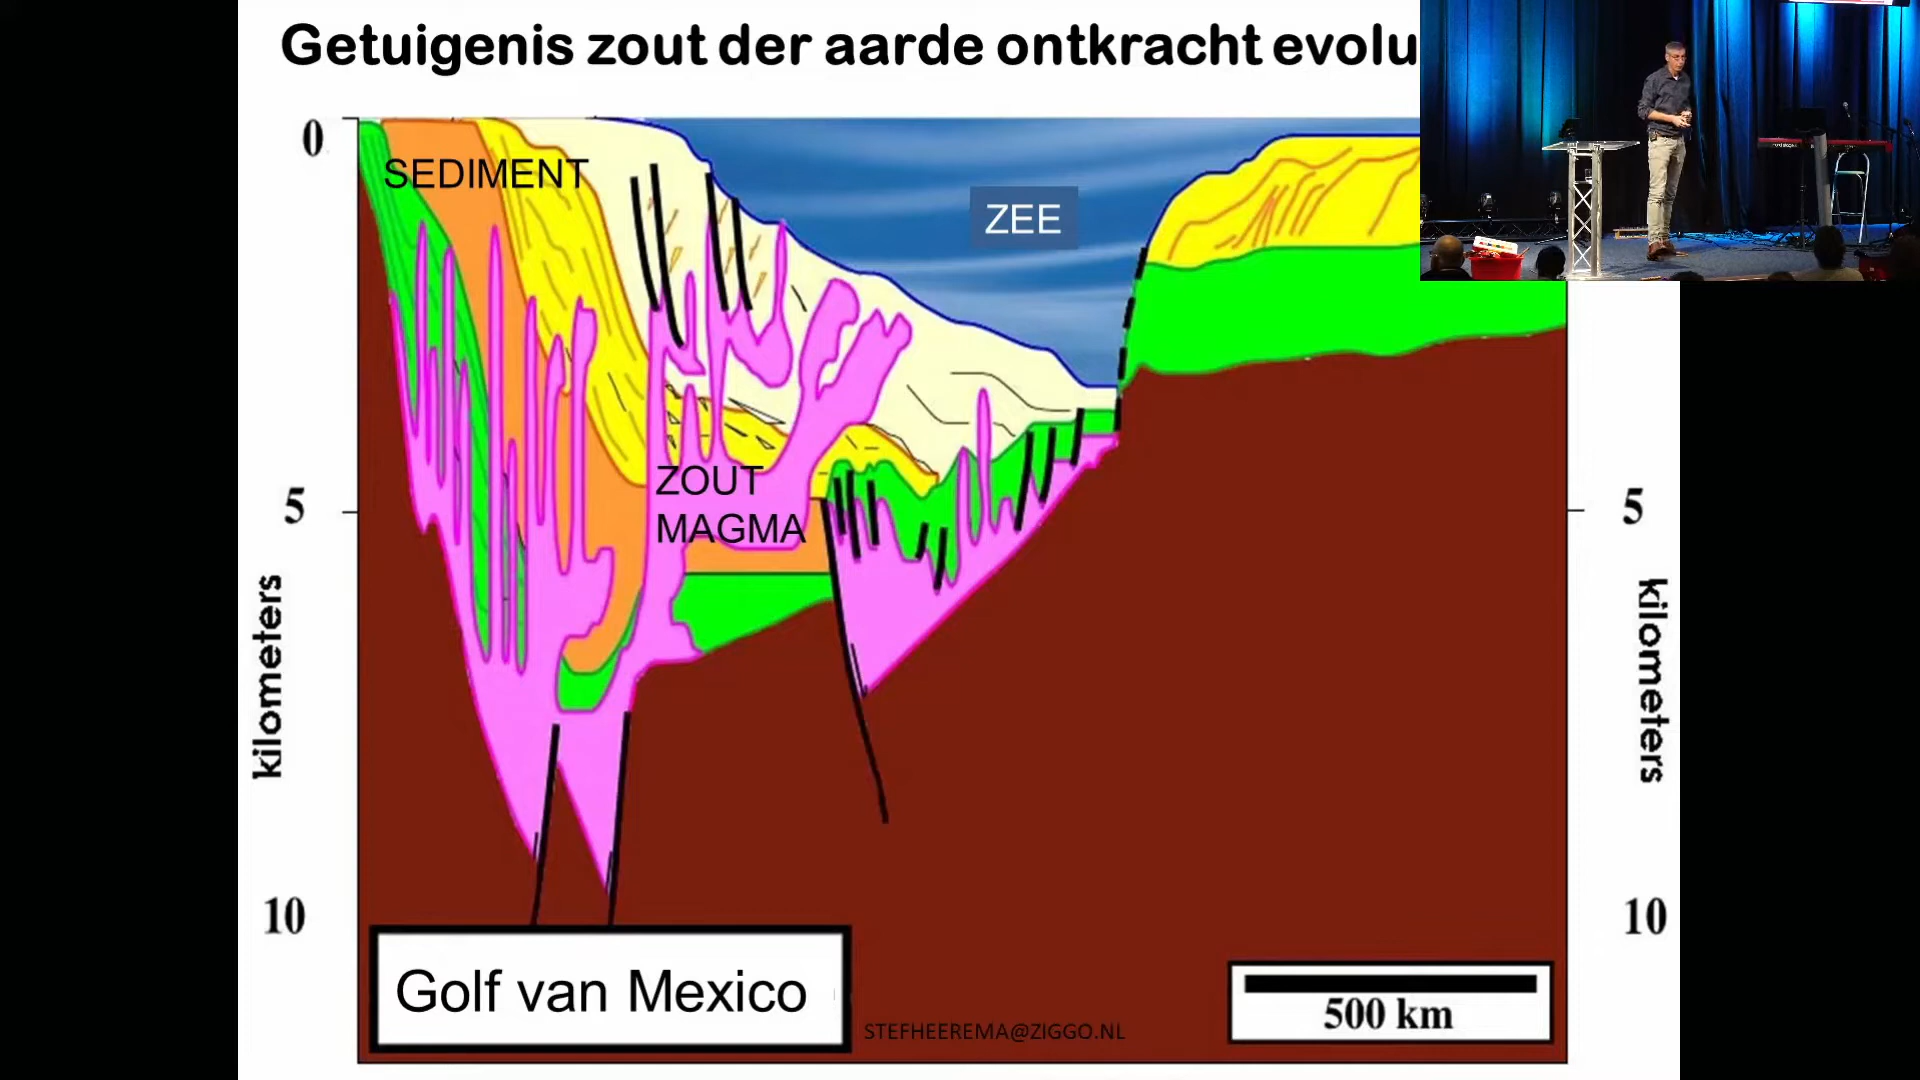 Getuigenis zout der aarde ontkracht evolu
0
SEDIMENT
ZEE
ZOUT
MAGMA
5
5
kilometers
kilometers
10
10
Golf van Mexico
500 km
STEFHEEREMA@ZIGGO.NL